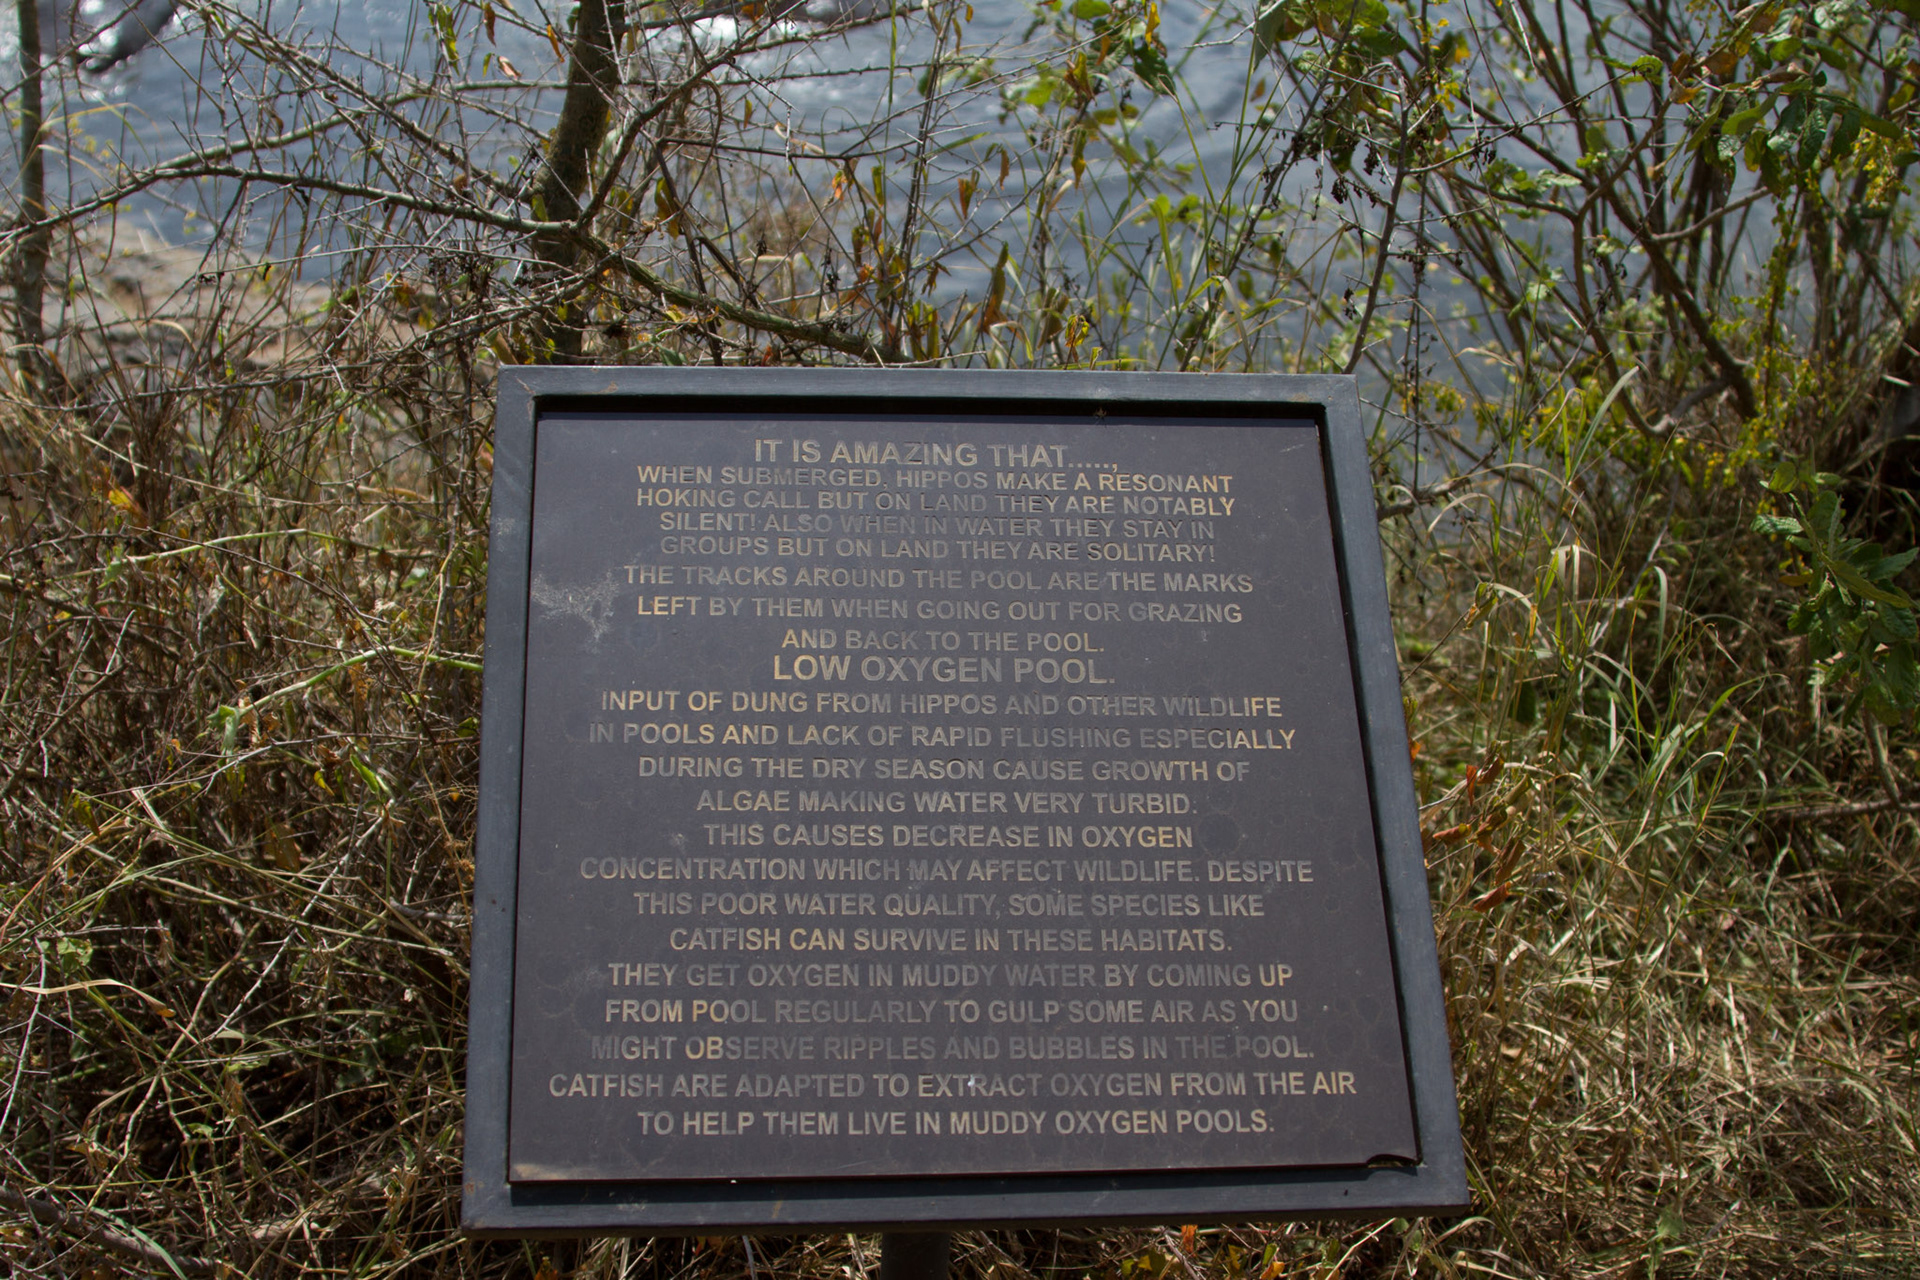 IT IS AMAZING THAT.....,
WHEN SUBMERGED, HIPPOS MAKE A RESONANT
HOKING CALL BUT ON LAND THEY ARE NOTABLY
SILENT! ALSO WHEN IN WATER THEY STAY IN
GROUPS BUT ON LAND THEY ARE SOLITARY!
THE TRACKS AROUND THE POOL ARE THE MARKS
LEFT BY THEM WHEN GOING OUT FOR GRAZING
AND BACK TO THE POOL.
LOW OXYGEN POOL.
INPUT OF DUNG FROM HIPPOS AND OTHER WILDLIFE
IN POOLS AND LACK OF RAPID FLUSHING ESPECIALLY
DURING THE DRY SEASON CAUSE GROWTH OF
ALGAE MAKING WATER VERY TURBID.
THIS CAUSES DECREASE IN OXYGEN
CONCENTRATION WHICH MAY AFFECT WILDLIFE. DESPITE
THIS POOR WATER QUALITY, SOME SPECIES LIKE
CATFISH CAN SURVIVE IN THESE HABITATS.
THEY GET OXYGEN IN MUDDY WATER BY COMING UP
FROM POOL REGULARLY TO GULP SOME AIR AS YOU
MIGHT OBSERVE RIPPLES AND BUBBLES IN THE POOL.
CATFISH ARE ADAPTED TO EXTRACT OXYGEN FROM THE AIR
TO HELP THEM LIVE IN MUDDY OXYGEN POOLS.